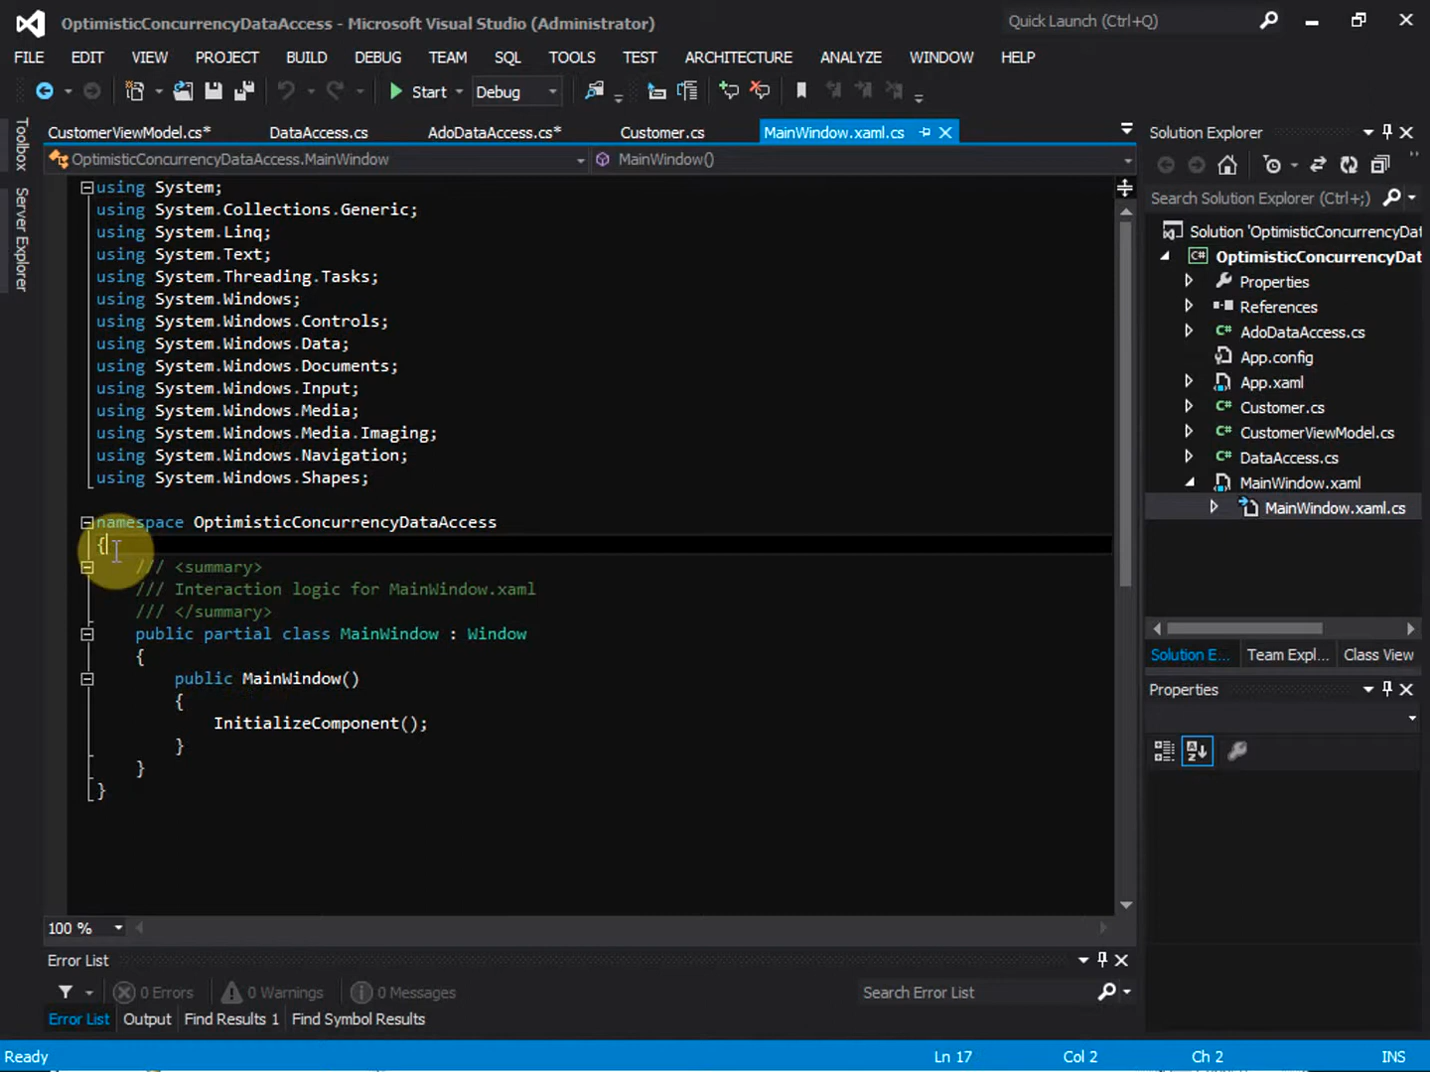 OptimisticConcurrencyDataAccess - Microsoft Visual Studio (Administrator)
Quick Launch (Ctrl+Q)
FILE EDIT VIEW PROJECT BUILD DEBUG TEAM SQL TOOLS TEST ARCHITECTURE ANALYZE WINDOW HELP
Start Debug
Toolbox
Server Explorer
CustomerViewModel.cs* DataAccess.cs AdoDataAccess.cs* Customer.cs MainWindow.xaml.cs
OptimisticConcurrencyDataAccess.MainWindow MainWindow()
using System;
using System.Collections.Generic;
using System.Linq;
using System.Text;
using System.Threading.Tasks;
using System.Windows;
using System.Windows.Controls;
using System.Windows.Data;
using System.Windows.Documents;
using System.Windows.Input;
using System.Windows.Media;
using System.Windows.Media.Imaging;
using System.Windows.Navigation;
using System.Windows.Shapes;
namespace OptimisticConcurrencyDataAccess
{
/// <summary>
/// Interaction logic for MainWindow.xaml
/// </summary>
public partial class MainWindow : Window
{
public MainWindow()
{
InitializeComponent();
}
}
}
100 %
Solution Explorer
Search Solution Explorer (Ctrl+;)
Solution 'OptimisticConcurrencyDat
OptimisticConcurrencyDat
Properties
References
AdoDataAccess.cs
App.config
App.xaml
Customer.cs
CustomerViewModel.cs
DataAccess.cs
MainWindow.xaml
MainWindow.xaml.cs
Solution E... Team Expl... Class View
Properties
Error List
0 Errors 0 Warnings 0 Messages
Search Error List
Error List Output Find Results 1 Find Symbol Results
Ready Ln 17 Col 2 Ch 2 INS